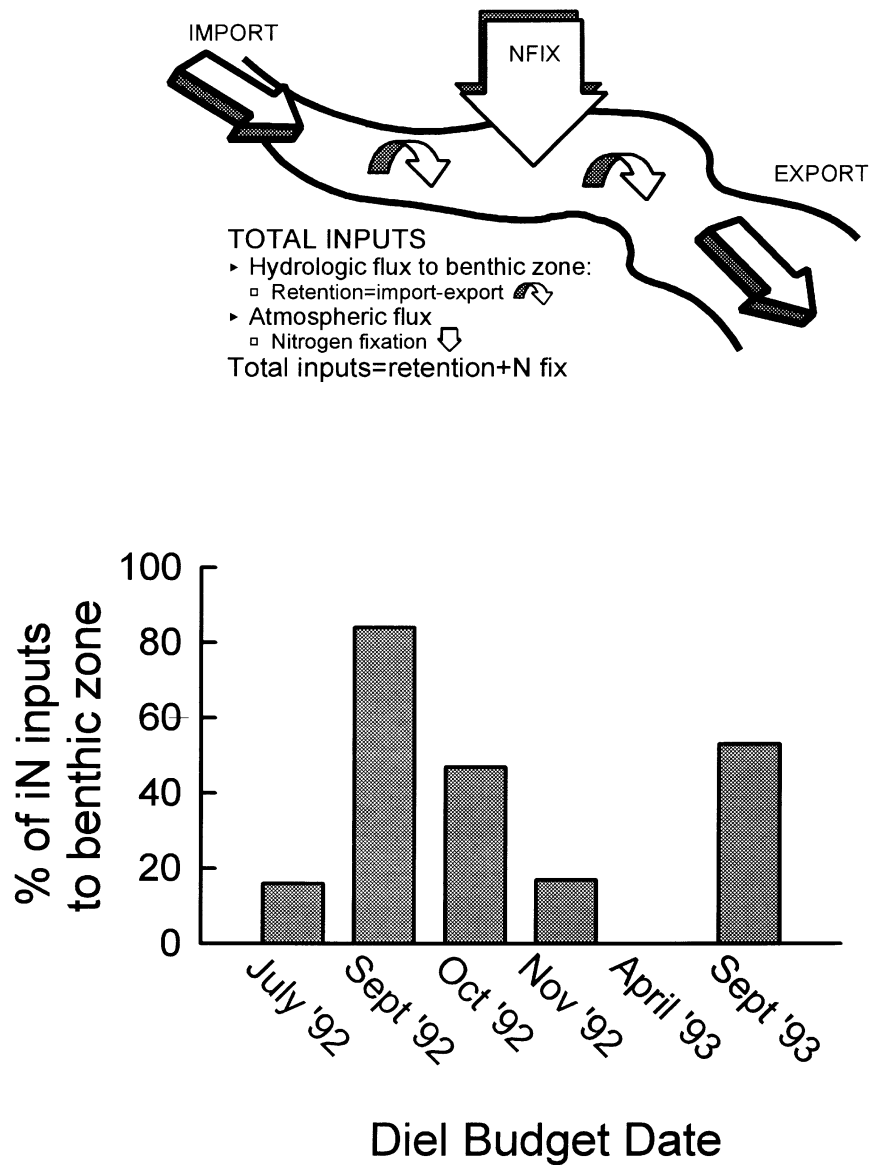 IMPORT
NFIX
EXPORT
TOTAL INPUTS
▸ Hydrologic flux to benthic zone:
▫ Retention=import-export
▸ Atmospheric flux
▫ Nitrogen fixation
Total inputs=retention+N fix
% of iN inputs
to benthic zone
100
80
60
40
20
0
July '92
Sept '92
Oct '92
Nov '92
April '93
Sept '93
Diel Budget Date